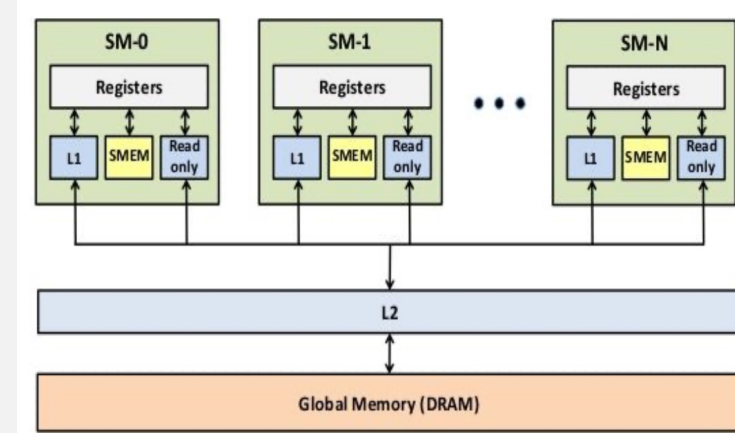 SM-0
SM-1
SM-N
Registers
Registers
Registers
L1
SMEM
Read
only
L1
SMEM
Read
only
L1
SMEM
Read
only
L2
Global Memory (DRAM)